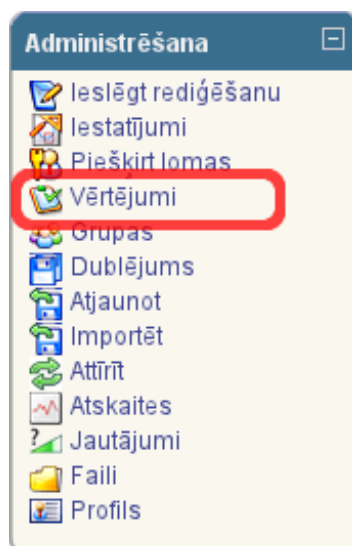 Administrēšana
Ieslēgt rediģēšanu
Iestatījumi
Piešķirt lomas
Vērtējumi
Grupas
Dublējums
Atjaunot
Importēt
Attīrīt
Atskaites
Jautājumi
Faili
Profils